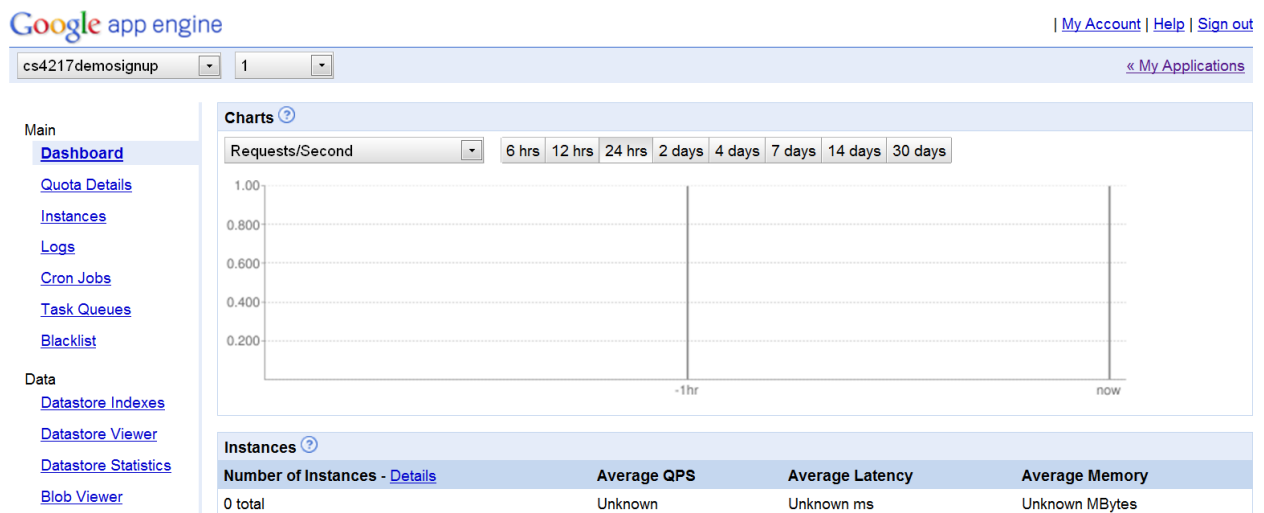 Google app engine
| My Account | Help | Sign out
cs4217demosignup 1 « My Applications
Main
Dashboard
Quota Details
Instances
Logs
Cron Jobs
Task Queues
Blacklist
Data
Datastore Indexes
Datastore Viewer
Datastore Statistics
Blob Viewer
Charts ?
Requests/Second 6 hrs 12 hrs 24 hrs 2 days 4 days 7 days 14 days 30 days
1.00
0.800
0.600
0.400
0.200
-1hr now
Instances ?
Number of Instances - Details Average QPS Average Latency Average Memory
0 total Unknown Unknown ms Unknown MBytes